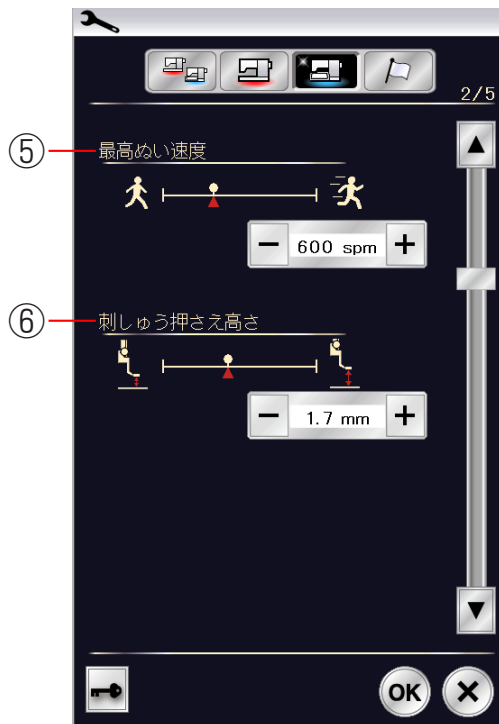 2/5
⑤ 最高ぬい速度
− 600 spm +
⑥ 刺しゅう押さえ高さ
− 1.7 mm +
OK